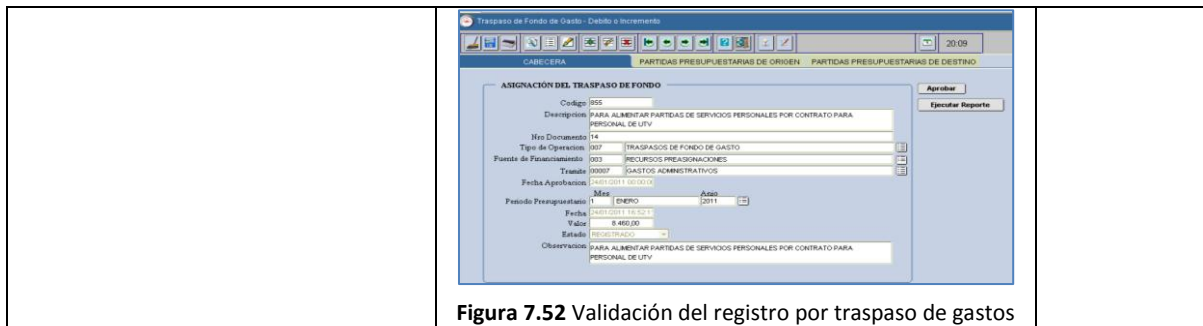 Traspaso de Fondo de Gasto - Debito o Incremento
20:09
CABECERA PARTIDAS PRESUPUESTARIAS DE ORIGEN PARTIDAS PRESUPUESTARIAS DE DESTINO
ASIGNACIÓN DEL TRASPASO DE FONDO
Aprobar
Codigo 855
Ejecutar Reporte
Descripcion PARA ALIMENTAR PARTIDAS DE SERVICIOS PERSONALES POR CONTRATO PARA
PERSONAL DE UTV
Nro Documento 14
Tipo de Operacion 007 TRASPASOS DE FONDO DE GASTO
Fuente de Financiamiento 003 RECURSOS PREASIGNACIONES
Tramite 00007 GASTOS ADMINISTRATIVOS
Fecha Aprobacion 24/01/2011 00:00:00
Mes Anio
Periodo Presupuestario 1 ENERO 2011
Fecha 24/01/2011 16:52:1
Valor 8.460,00
Estado REGISTRADO
Observacion PARA ALIMENTAR PARTIDAS DE SERVICIOS PERSONALES POR CONTRATO PARA
PERSONAL DE UTV
Figura 7.52 Validación del registro por traspaso de gastos